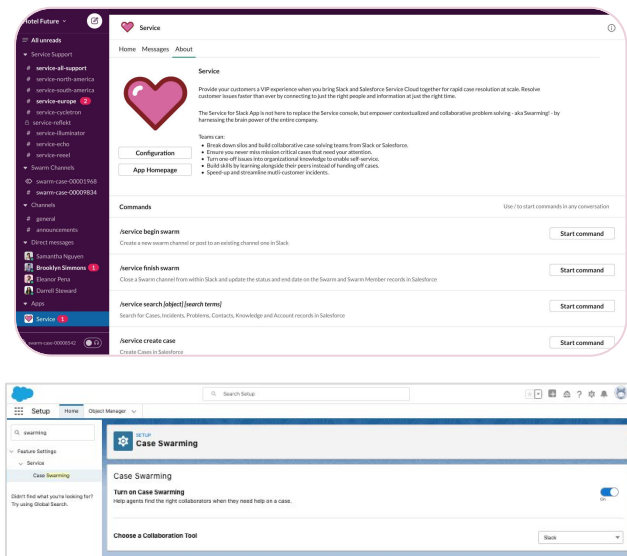 Hotel Future
All unreads
Service Support
# service-all-support
# service-north-america
# service-south-america
# service-europe 2
# service-cycletron
service-reflekt
# service-illuminator
# service-echo
# service-reeel
Swarm Channels
swarm-case-00001968
# swarm-case-00009834
Channels
# general
# announcements
Direct messages
Samantha Nguyen
Brooklyn Simmons 1
Eleanor Pena
Darrell Steward
Apps
Service 1
swarm-case-00006542
Service
Home Messages About
Service
Provide your customers a VIP experience when you bring Slack and Salesforce Service Cloud together for rapid case resolution at scale. Resolve
customer issues faster than ever by connecting to just the right people and information at just the right time.
The Service for Slack App is not here to replace the Service console, but empower contextualized and collaborative problem solving - aka Swarming! - by
harnessing the brain power of the entire company.
Teams can:
• Break down silos and build collaborative case solving teams from Slack or Salesforce.
• Ensure you never miss mission critical cases that need your attention.
• Turn one-off issues into organizational knowledge to enable self-service.
• Build skills by learning alongside their peers instead of handing off cases.
• Speed-up and streamline mutli-customer incidents.
Configuration
App Homepage
Commands Use / to start commands in any conversation
/service begin swarm
Create a new swarm channel or post to an existing channel one in Slack
Start command
/service finish swarm
Close a Swarm channel from within Slack and update the status and end date on the Swarm and Swarm Member records in Salesforce
Start command
/service search [object] [search terms]
Search for Cases, Incidents, Problems, Contacts, Knowledge and Account records in Salesforce
Start command
/service create case
Create Cases in Salesforce
Start command
Search Setup
Setup Home Object Manager
swarming
Feature Settings
Service
Case Swarming
Didn't find what you're looking for?
Try using Global Search.
SETUP
Case Swarming
Case Swarming
Turn on Case Swarming
Help agents find the right collaborators when they need help on a case.
On
Choose a Collaboration Tool
Slack